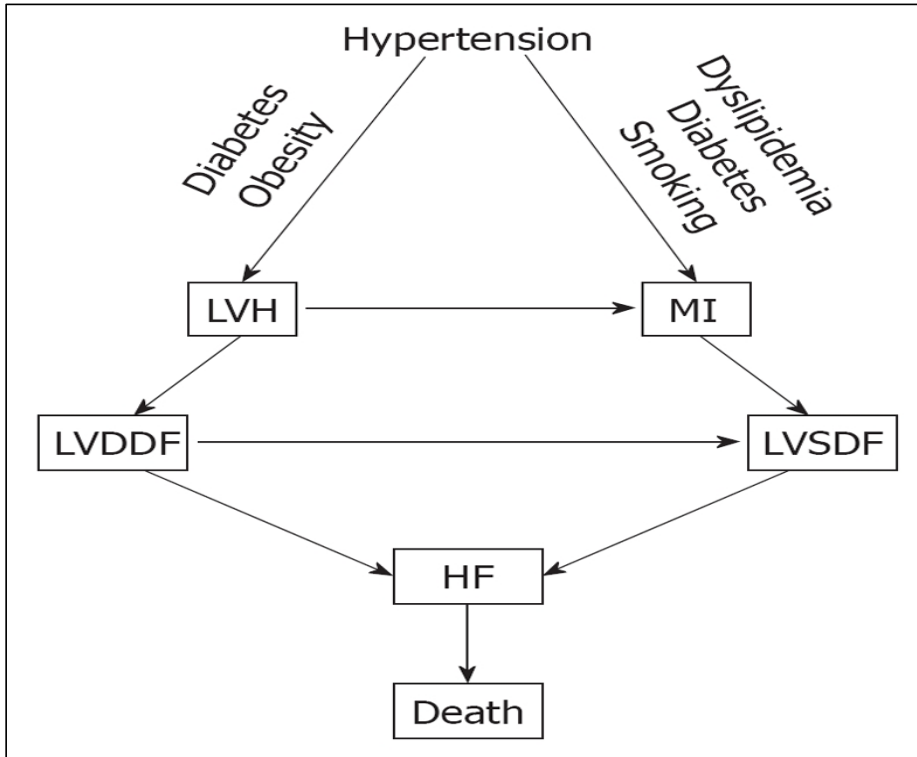 Hypertension
Diabetes
Obesity
Dyslipidemia
Diabetes
Smoking
LVH
MI
LVDDF
LVSDF
HF
Death